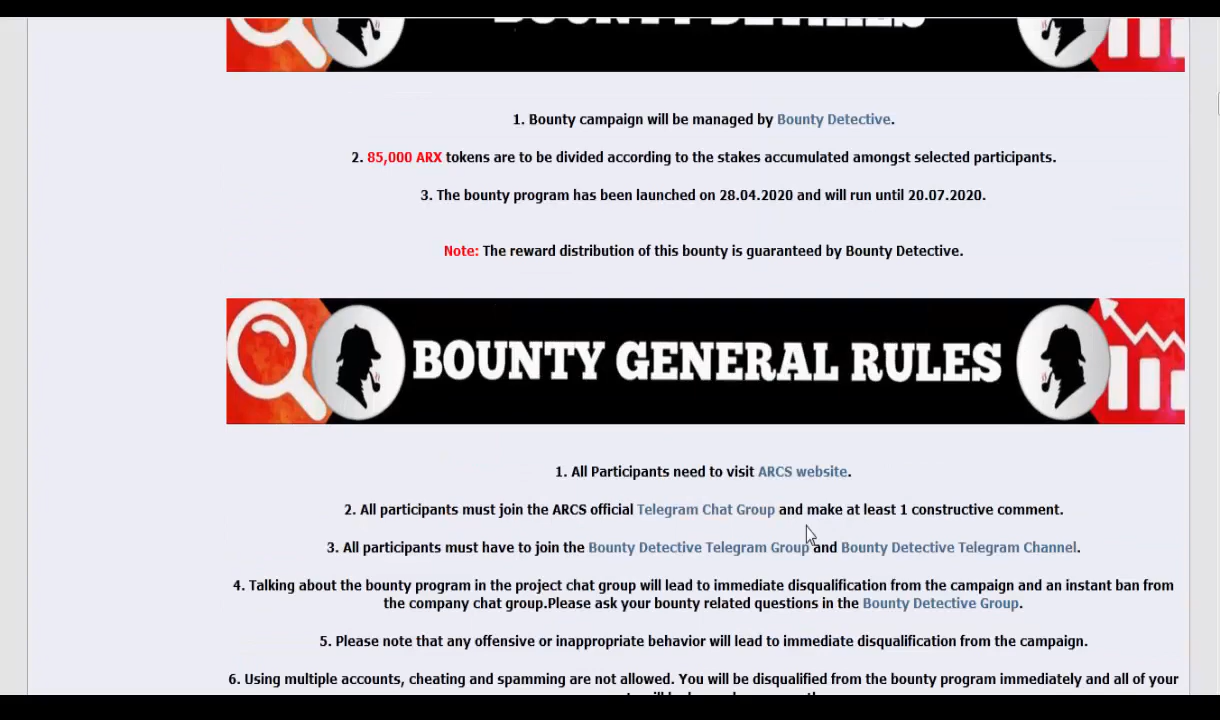 BOUNTY DETAILS
1. Bounty campaign will be managed by Bounty Detective.
2. 85,000 ARX tokens are to be divided according to the stakes accumulated amongst selected participants.
3. The bounty program has been launched on 28.04.2020 and will run until 20.07.2020.
Note: The reward distribution of this bounty is guaranteed by Bounty Detective.
BOUNTY GENERAL RULES
1. All Participants need to visit ARCS website.
2. All participants must join the ARCS official Telegram Chat Group and make at least 1 constructive comment.
3. All participants must have to join the Bounty Detective Telegram Group and Bounty Detective Telegram Channel.
4. Talking about the bounty program in the project chat group will lead to immediate disqualification from the campaign and an instant ban from
the company chat group.Please ask your bounty related questions in the Bounty Detective Group.
5. Please note that any offensive or inappropriate behavior will lead to immediate disqualification from the campaign.
6. Using multiple accounts, cheating and spamming are not allowed. You will be disqualified from the bounty program immediately and all of your